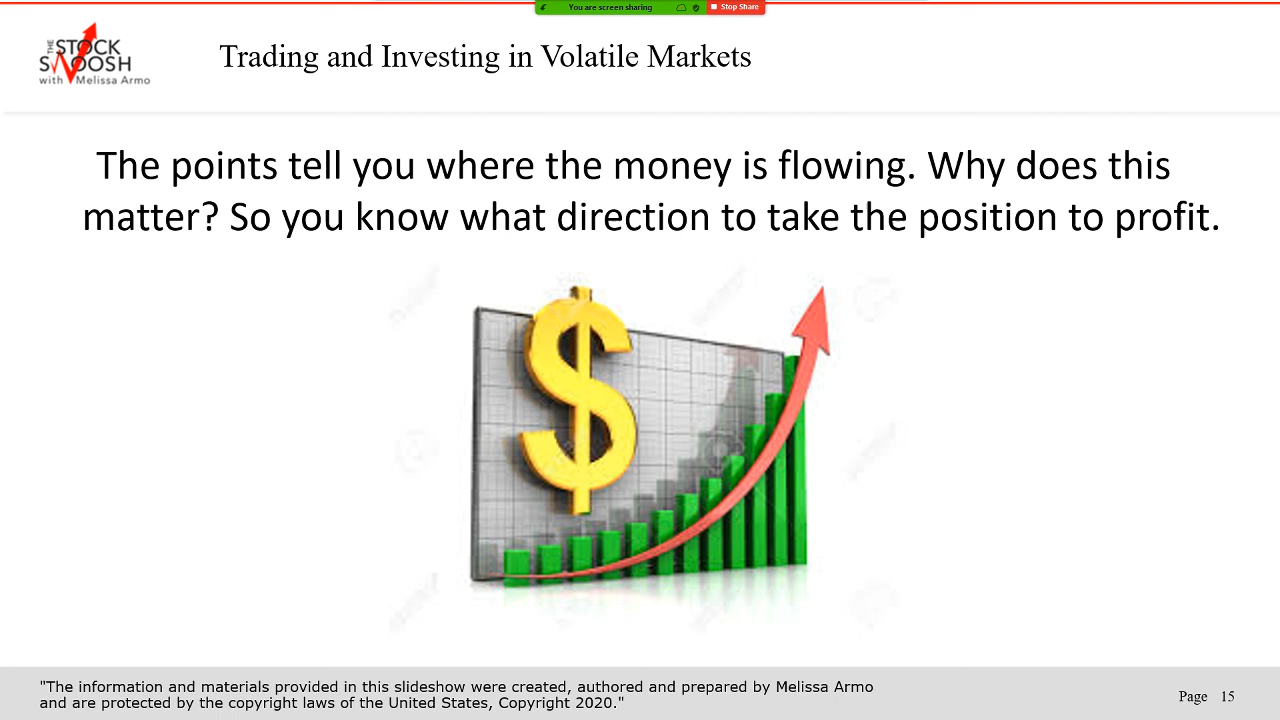 You are screen sharing
Stop Share
THE STOCK
SWOOSH
with Melissa Armo
Trading and Investing in Volatile Markets
The points tell you where the money is flowing. Why does this
matter? So you know what direction to take the position to profit.
$
"The information and materials provided in this slideshow were created, authored and prepared by Melissa Armo
and are protected by the copyright laws of the United States, Copyright 2020."
Page 15